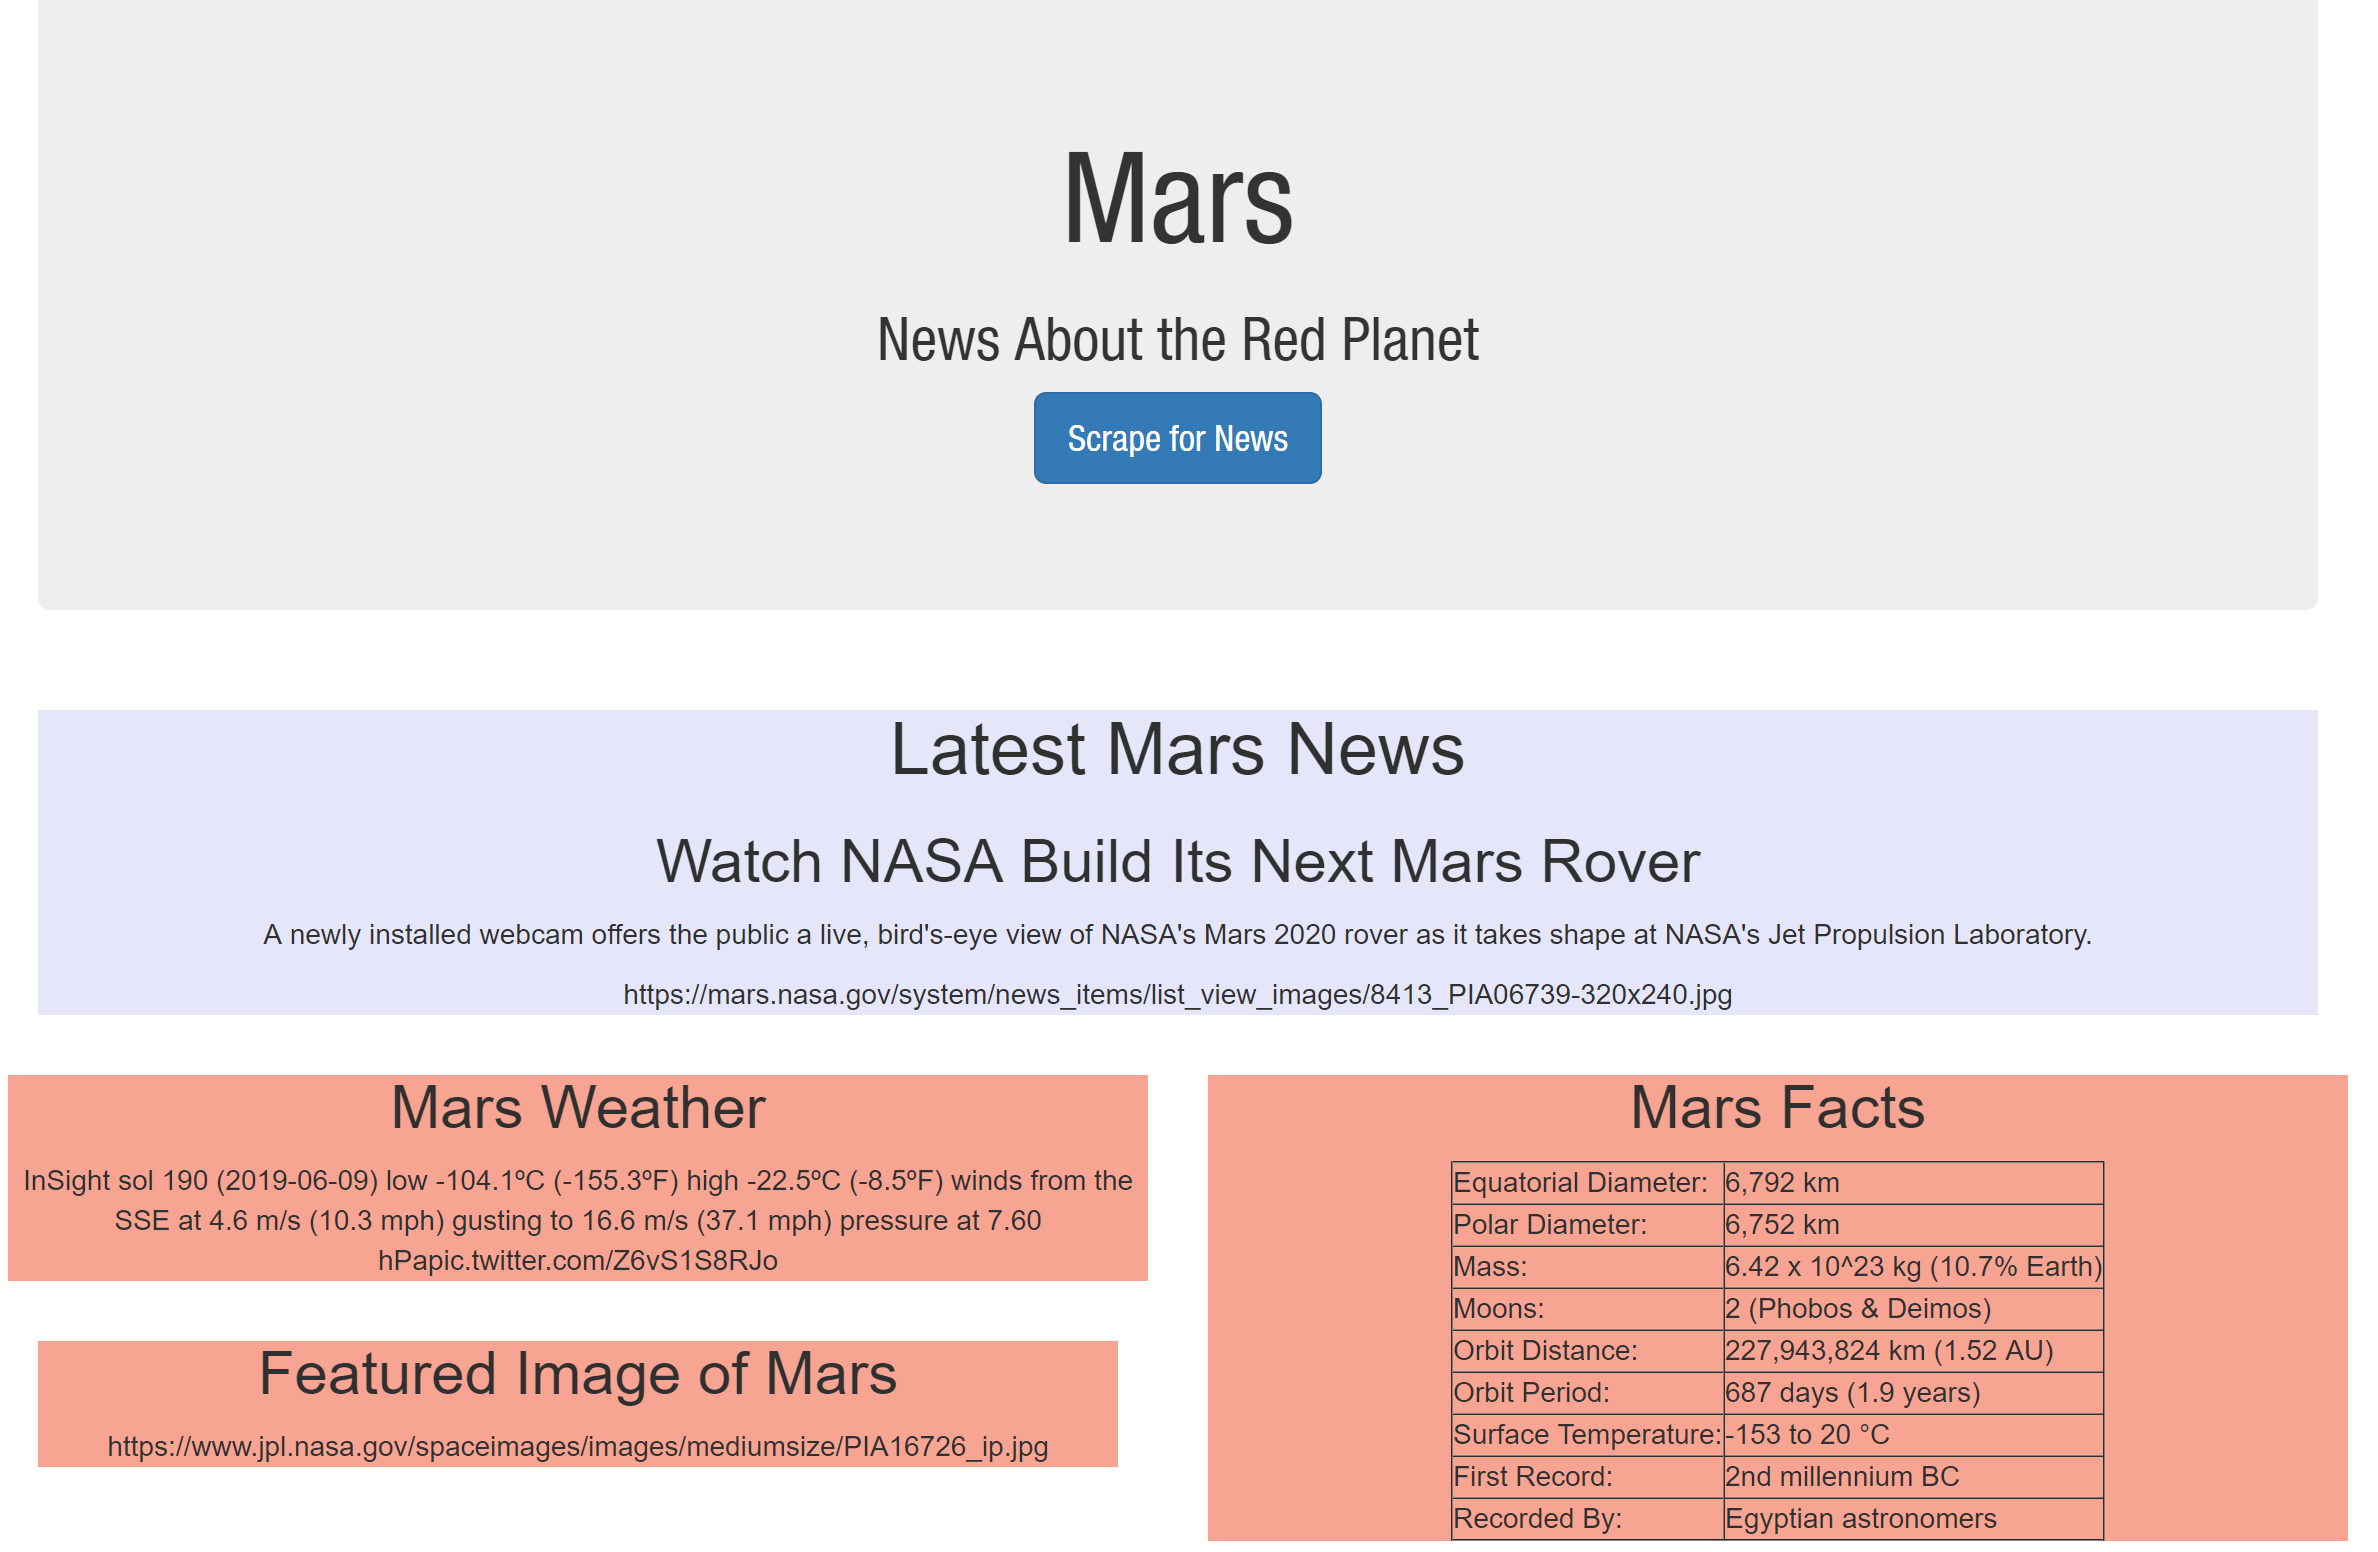 Mars
News About the Red Planet
Scrape for News
Latest Mars News
Watch NASA Build Its Next Mars Rover
A newly installed webcam offers the public a live, bird's-eye view of NASA's Mars 2020 rover as it takes shape at NASA's Jet Propulsion Laboratory.
https://mars.nasa.gov/system/news_items/list_view_images/8413_PIA06739-320x240.jpg
Mars Weather
InSight sol 190 (2019-06-09) low -104.1ºC (-155.3ºF) high -22.5ºC (-8.5ºF) winds from the
SSE at 4.6 m/s (10.3 mph) gusting to 16.6 m/s (37.1 mph) pressure at 7.60
hPapic.twitter.com/Z6vS1S8RJo
Featured Image of Mars
https://www.jpl.nasa.gov/spaceimages/images/mediumsize/PIA16726_ip.jpg
Mars Facts
Equatorial Diameter: 6,792 km
Polar Diameter: 6,752 km
Mass: 6.42 x 10^23 kg (10.7% Earth)
Moons: 2 (Phobos & Deimos)
Orbit Distance: 227,943,824 km (1.52 AU)
Orbit Period: 687 days (1.9 years)
Surface Temperature: -153 to 20 °C
First Record: 2nd millennium BC
Recorded By: Egyptian astronomers